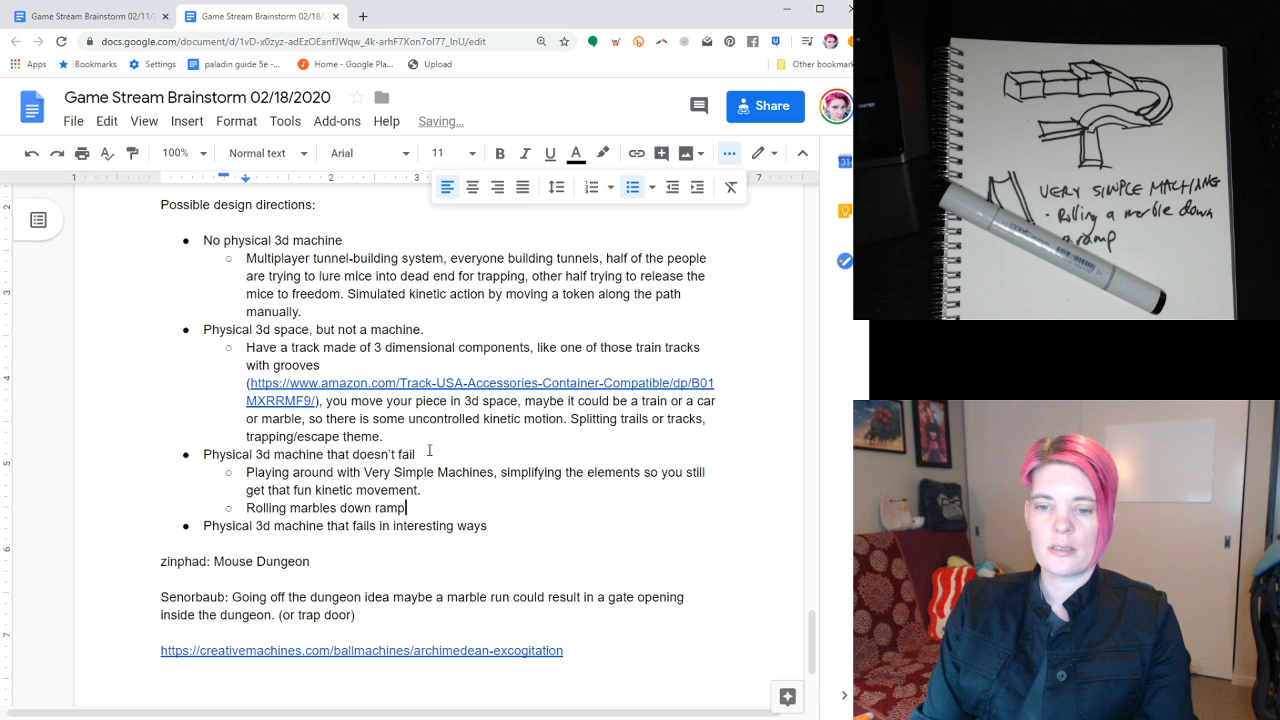 Game Stream Brainstorm 02/11/
Game Stream Brainstorm 02/18/
docs.google.com/document/d/1vD-x0zyz-adEzOEanfJWqw_4k-arhF7Xon7oI77_InU/edit
Apps
Bookmarks
Settings
paladin guide 5e -...
Home - Google Pla...
Upload
Other bookmar
Game Stream Brainstorm 02/18/2020
File Edit View Insert Format Tools Add-ons Help Saving...
Share
100% Normal text Arial 11
1 2 3 7
Possible design directions:
● No physical 3d machine
○ Multiplayer tunnel-building system, everyone building tunnels, half of the people
are trying to lure mice into dead end for trapping, other half trying to release the
mice to freedom. Simulated kinetic action by moving a token along the path
manually.
● Physical 3d space, but not a machine.
○ Have a track made of 3 dimensional components, like one of those train tracks
with grooves
(https://www.amazon.com/Track-USA-Accessories-Container-Compatible/dp/B01
MXRRMF9/), you move your piece in 3d space, maybe it could be a train or a car
or marble, so there is some uncontrolled kinetic motion. Splitting trails or tracks,
trapping/escape theme.
● Physical 3d machine that doesn't fail
○ Playing around with Very Simple Machines, simplifying the elements so you still
get that fun kinetic movement.
○ Rolling marbles down ramp
● Physical 3d machine that fails in interesting ways
zinphad: Mouse Dungeon
Senorbaub: Going off the dungeon idea maybe a marble run could result in a gate opening
inside the dungeon. (or trap door)
https://creativemachines.com/ballmachines/archimedean-excogitation
VERY SIMPLE MACHINE
· Rolling a marble down
ramp